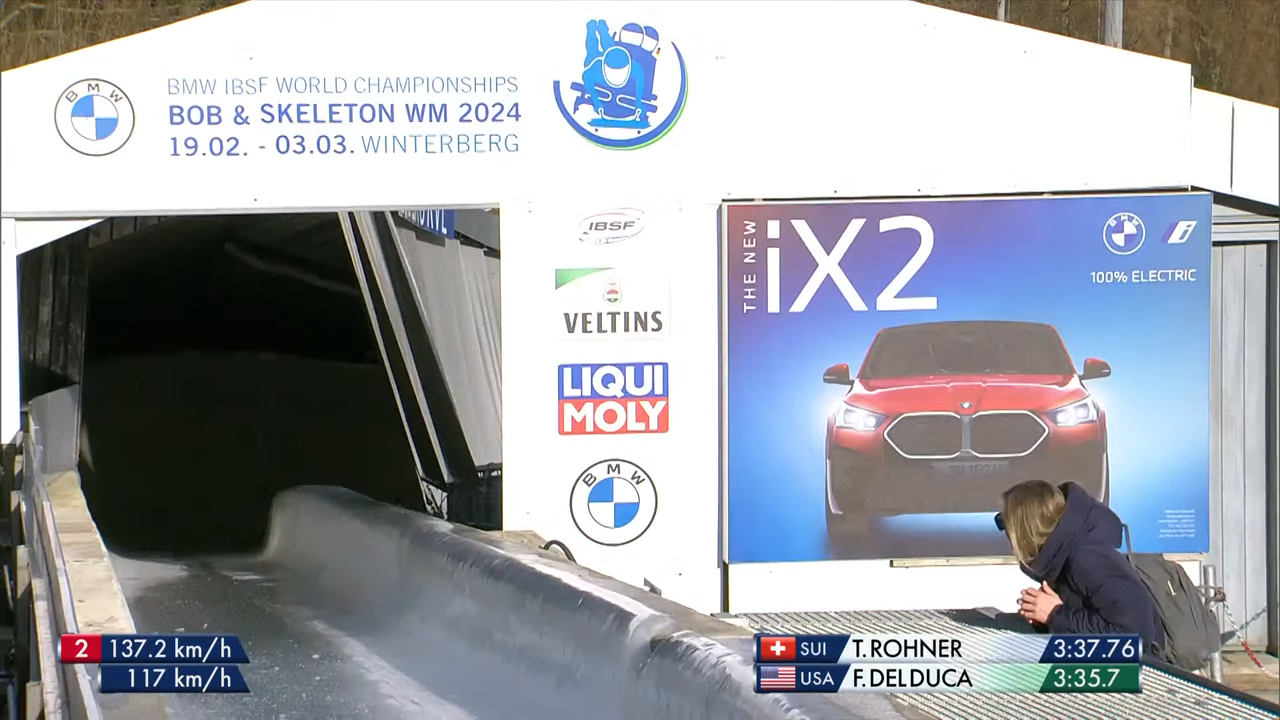 BMW
BMW IBSF WORLD CHAMPIONSHIPS
BOB & SKELETON WM 2024
19.02. - 03.03. WINTERBERG
IBSF
VELTINS
LIQUI
MOLY
BMW
THE NEW
iX2
BMW
i
100% ELECTRIC
2 137.2 km/h
117 km/h
SUI T. ROHNER 3:37.76
USA F. DEL DUCA 3:35.7